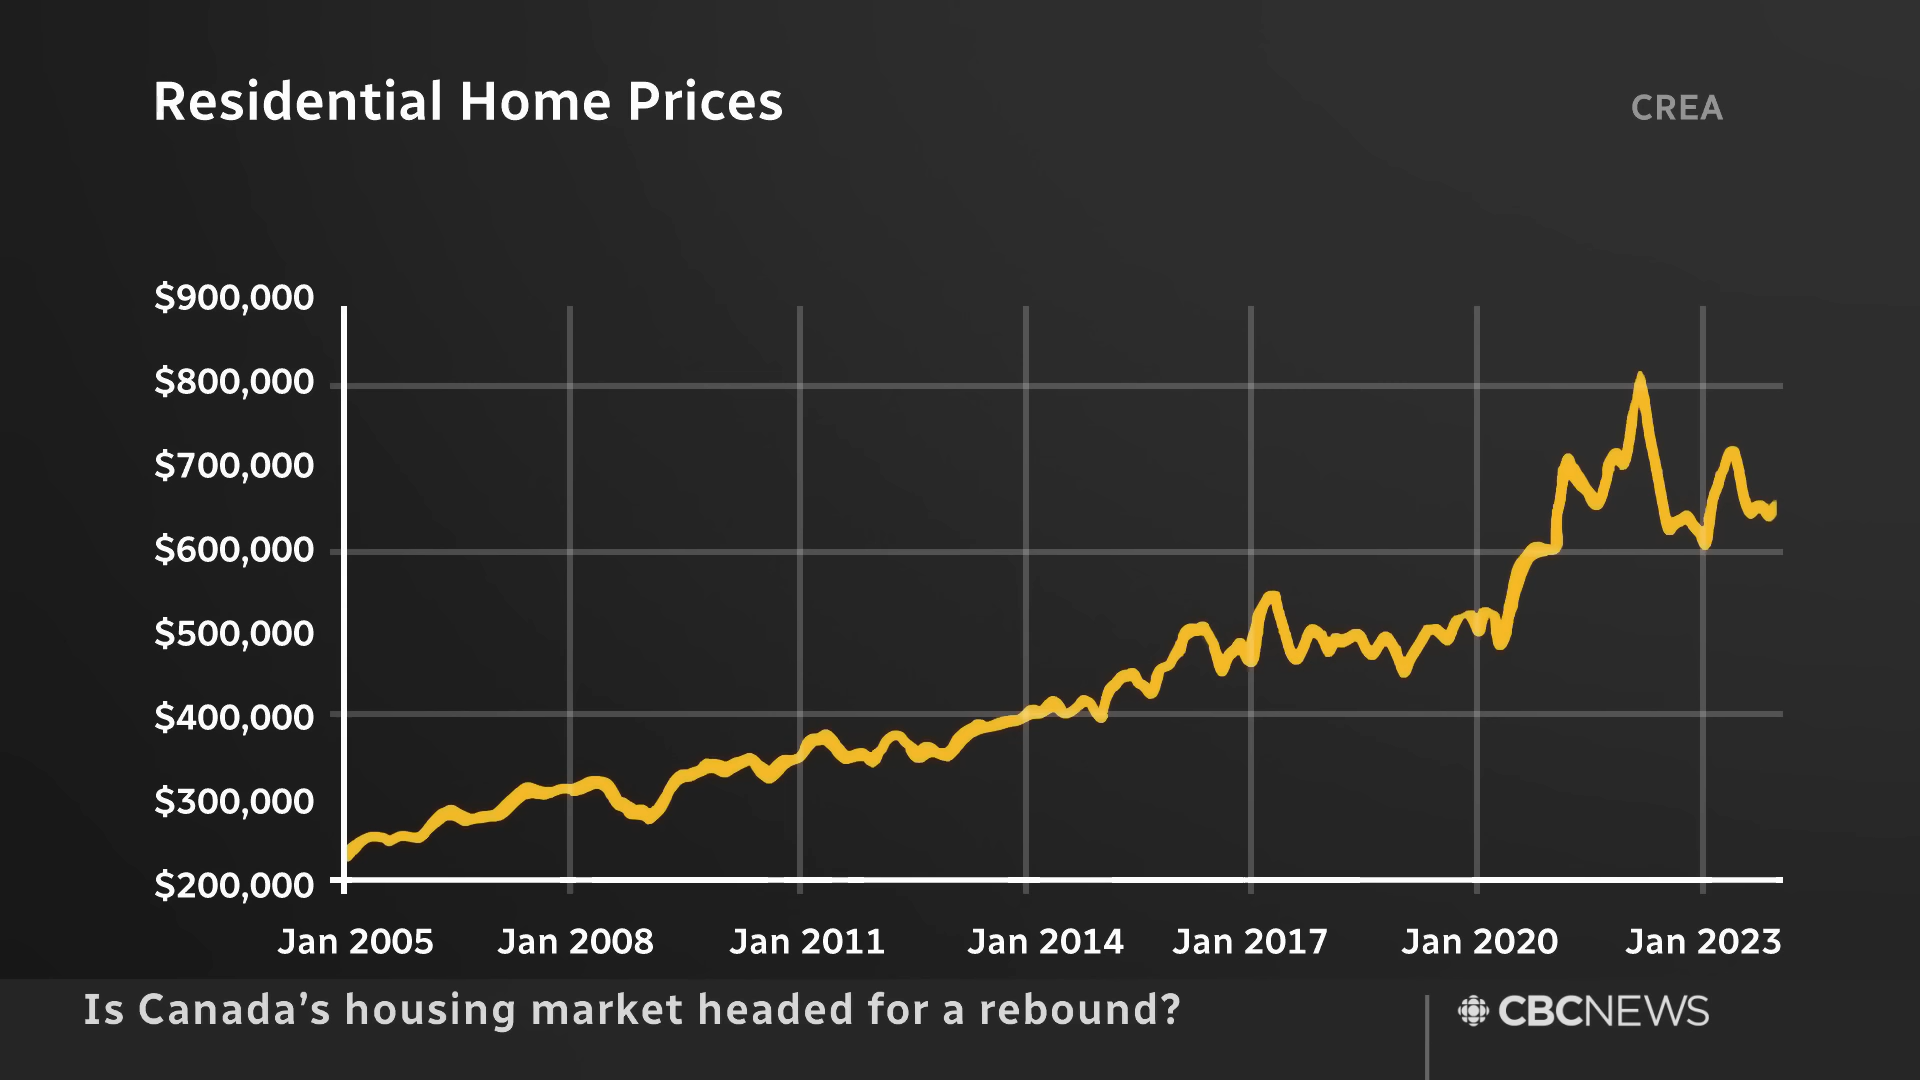 Residential Home Prices
CREA
$900,000
$800,000
$700,000
$600,000
$500,000
$400,000
$300,000
$200,000
Jan 2005 Jan 2008 Jan 2011 Jan 2014 Jan 2017 Jan 2020 Jan 2023
Is Canada’s housing market headed for a rebound?
CBCNEWS